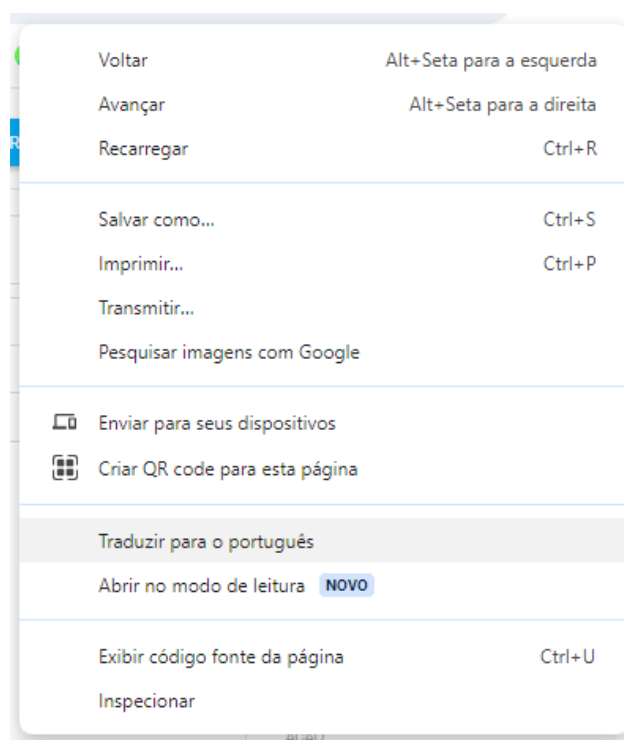 Voltar Alt+Seta para a esquerda
Avançar Alt+Seta para a direita
Recarregar Ctrl+R
Salvar como... Ctrl+S
Imprimir... Ctrl+P
Transmitir...
Pesquisar imagens com Google
Enviar para seus dispositivos
Criar QR code para esta página
Traduzir para o português
Abrir no modo de leitura NOVO
Exibir código fonte da página Ctrl+U
Inspecionar